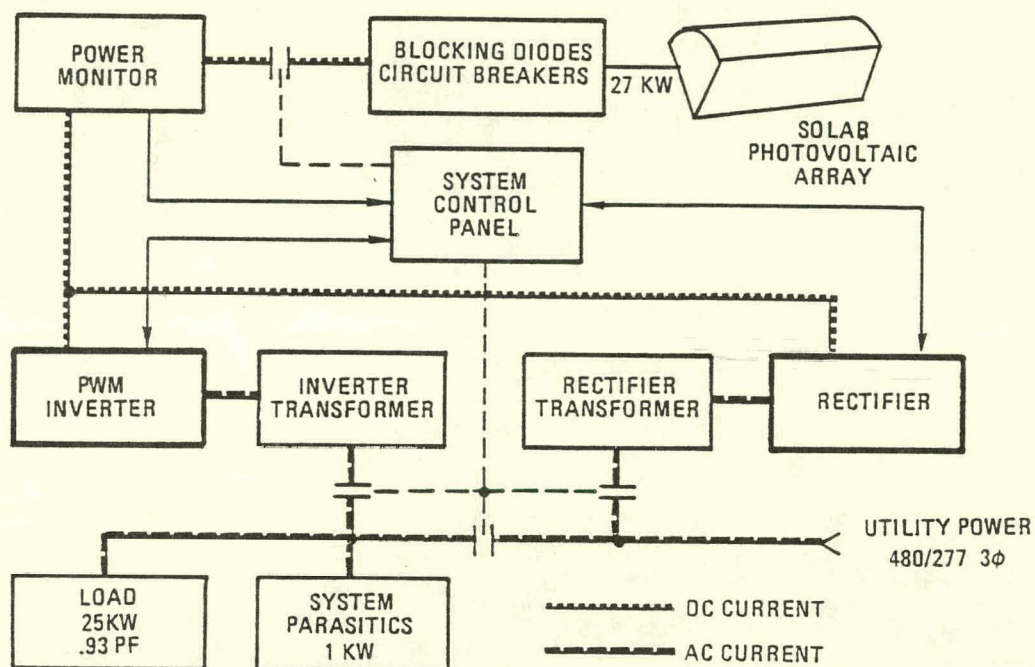 POWER
MONITOR
BLOCKING DIODES
CIRCUIT BREAKERS
27 KW
SOLAB
PHOTOVOLTAIC
ARRAY
SYSTEM
CONTROL
PANEL
PWM
INVERTER
INVERTER
TRANSFORMER
RECTIFIER
TRANSFORMER
RECTIFIER
UTILITY POWER
480/277 3ϕ
LOAD
25KW
.93 PF
SYSTEM
PARASITICS
1 KW
DC CURRENT
AC CURRENT